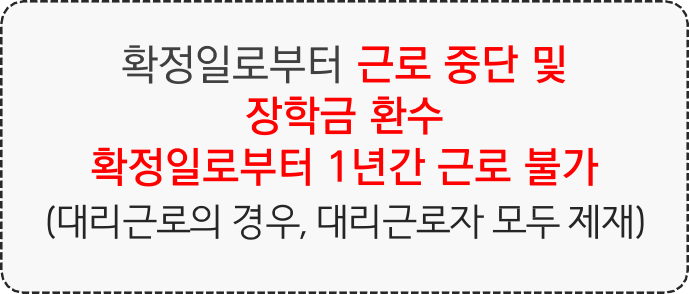 확정일로부터 근로 중단 및
장학금 환수
확정일로부터 1년간 근로 불가
(대리근로의 경우, 대리근로자 모두 제재)